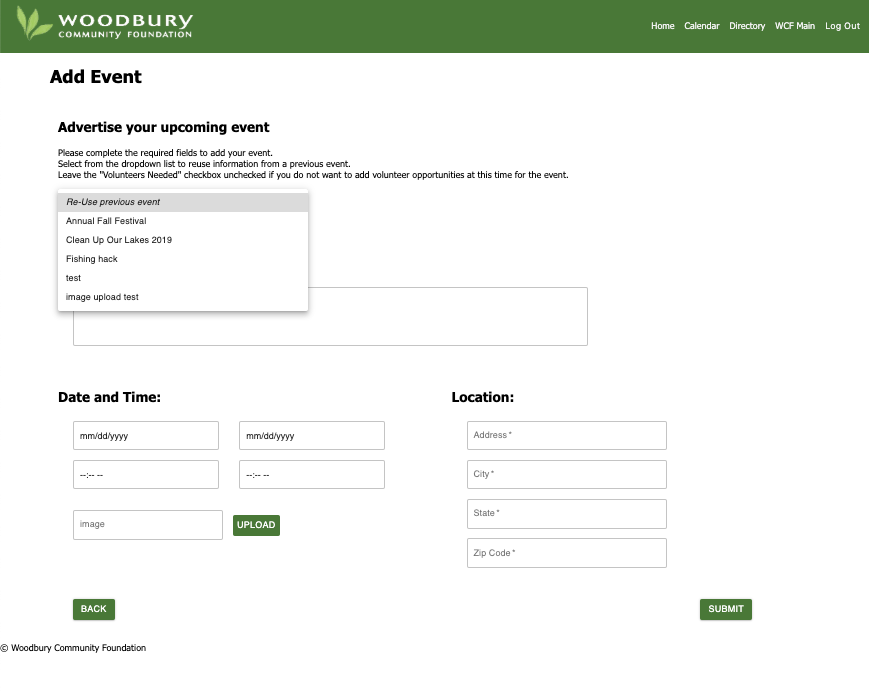 WOODBURY
COMMUNITY FOUNDATION
Home Calendar Directory WCF Main Log Out
Add Event
Advertise your upcoming event
Please complete the required fields to add your event.
Select from the dropdown list to reuse information from a previous event.
Leave the "Volunteers Needed" checkbox unchecked if you do not want to add volunteer opportunities at this time for the event.
Re-Use previous event
Annual Fall Festival
Clean Up Our Lakes 2019
Fishing hack
test
image upload test
Date and Time:
mm/dd/yyyy mm/dd/yyyy
--:-- -- --:-- --
image UPLOAD
Location:
Address *
City *
State *
Zip Code *
BACK SUBMIT
© Woodbury Community Foundation